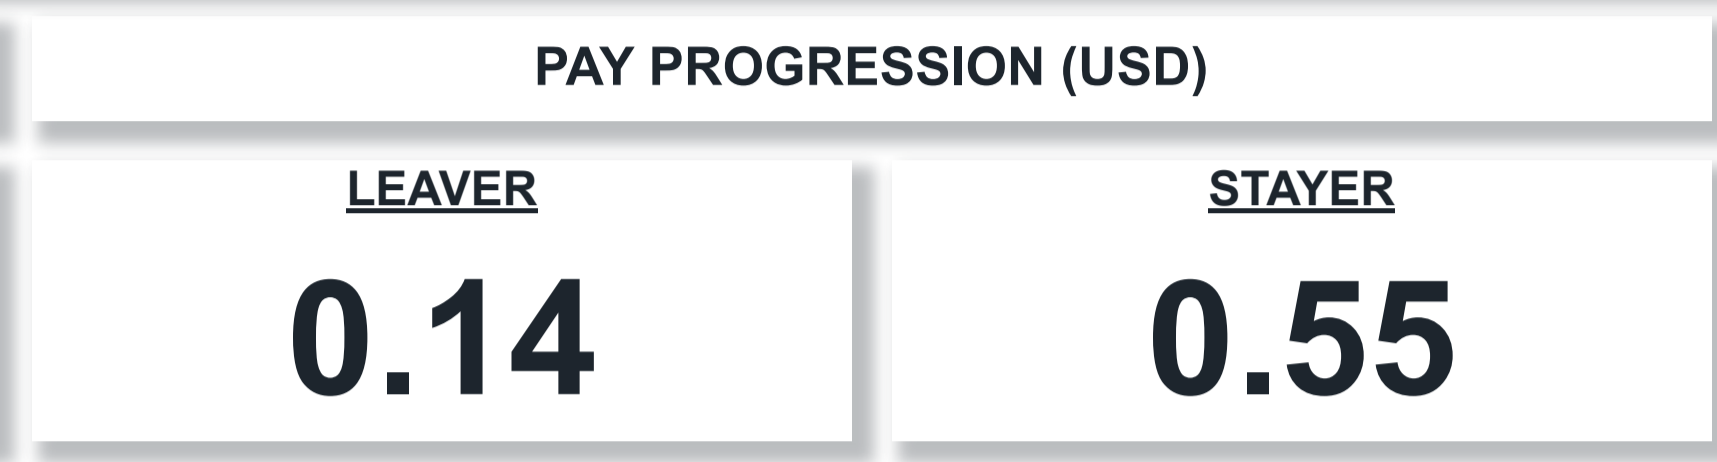 PAY PROGRESSION (USD)
LEAVER
STAYER
0.14
0.55